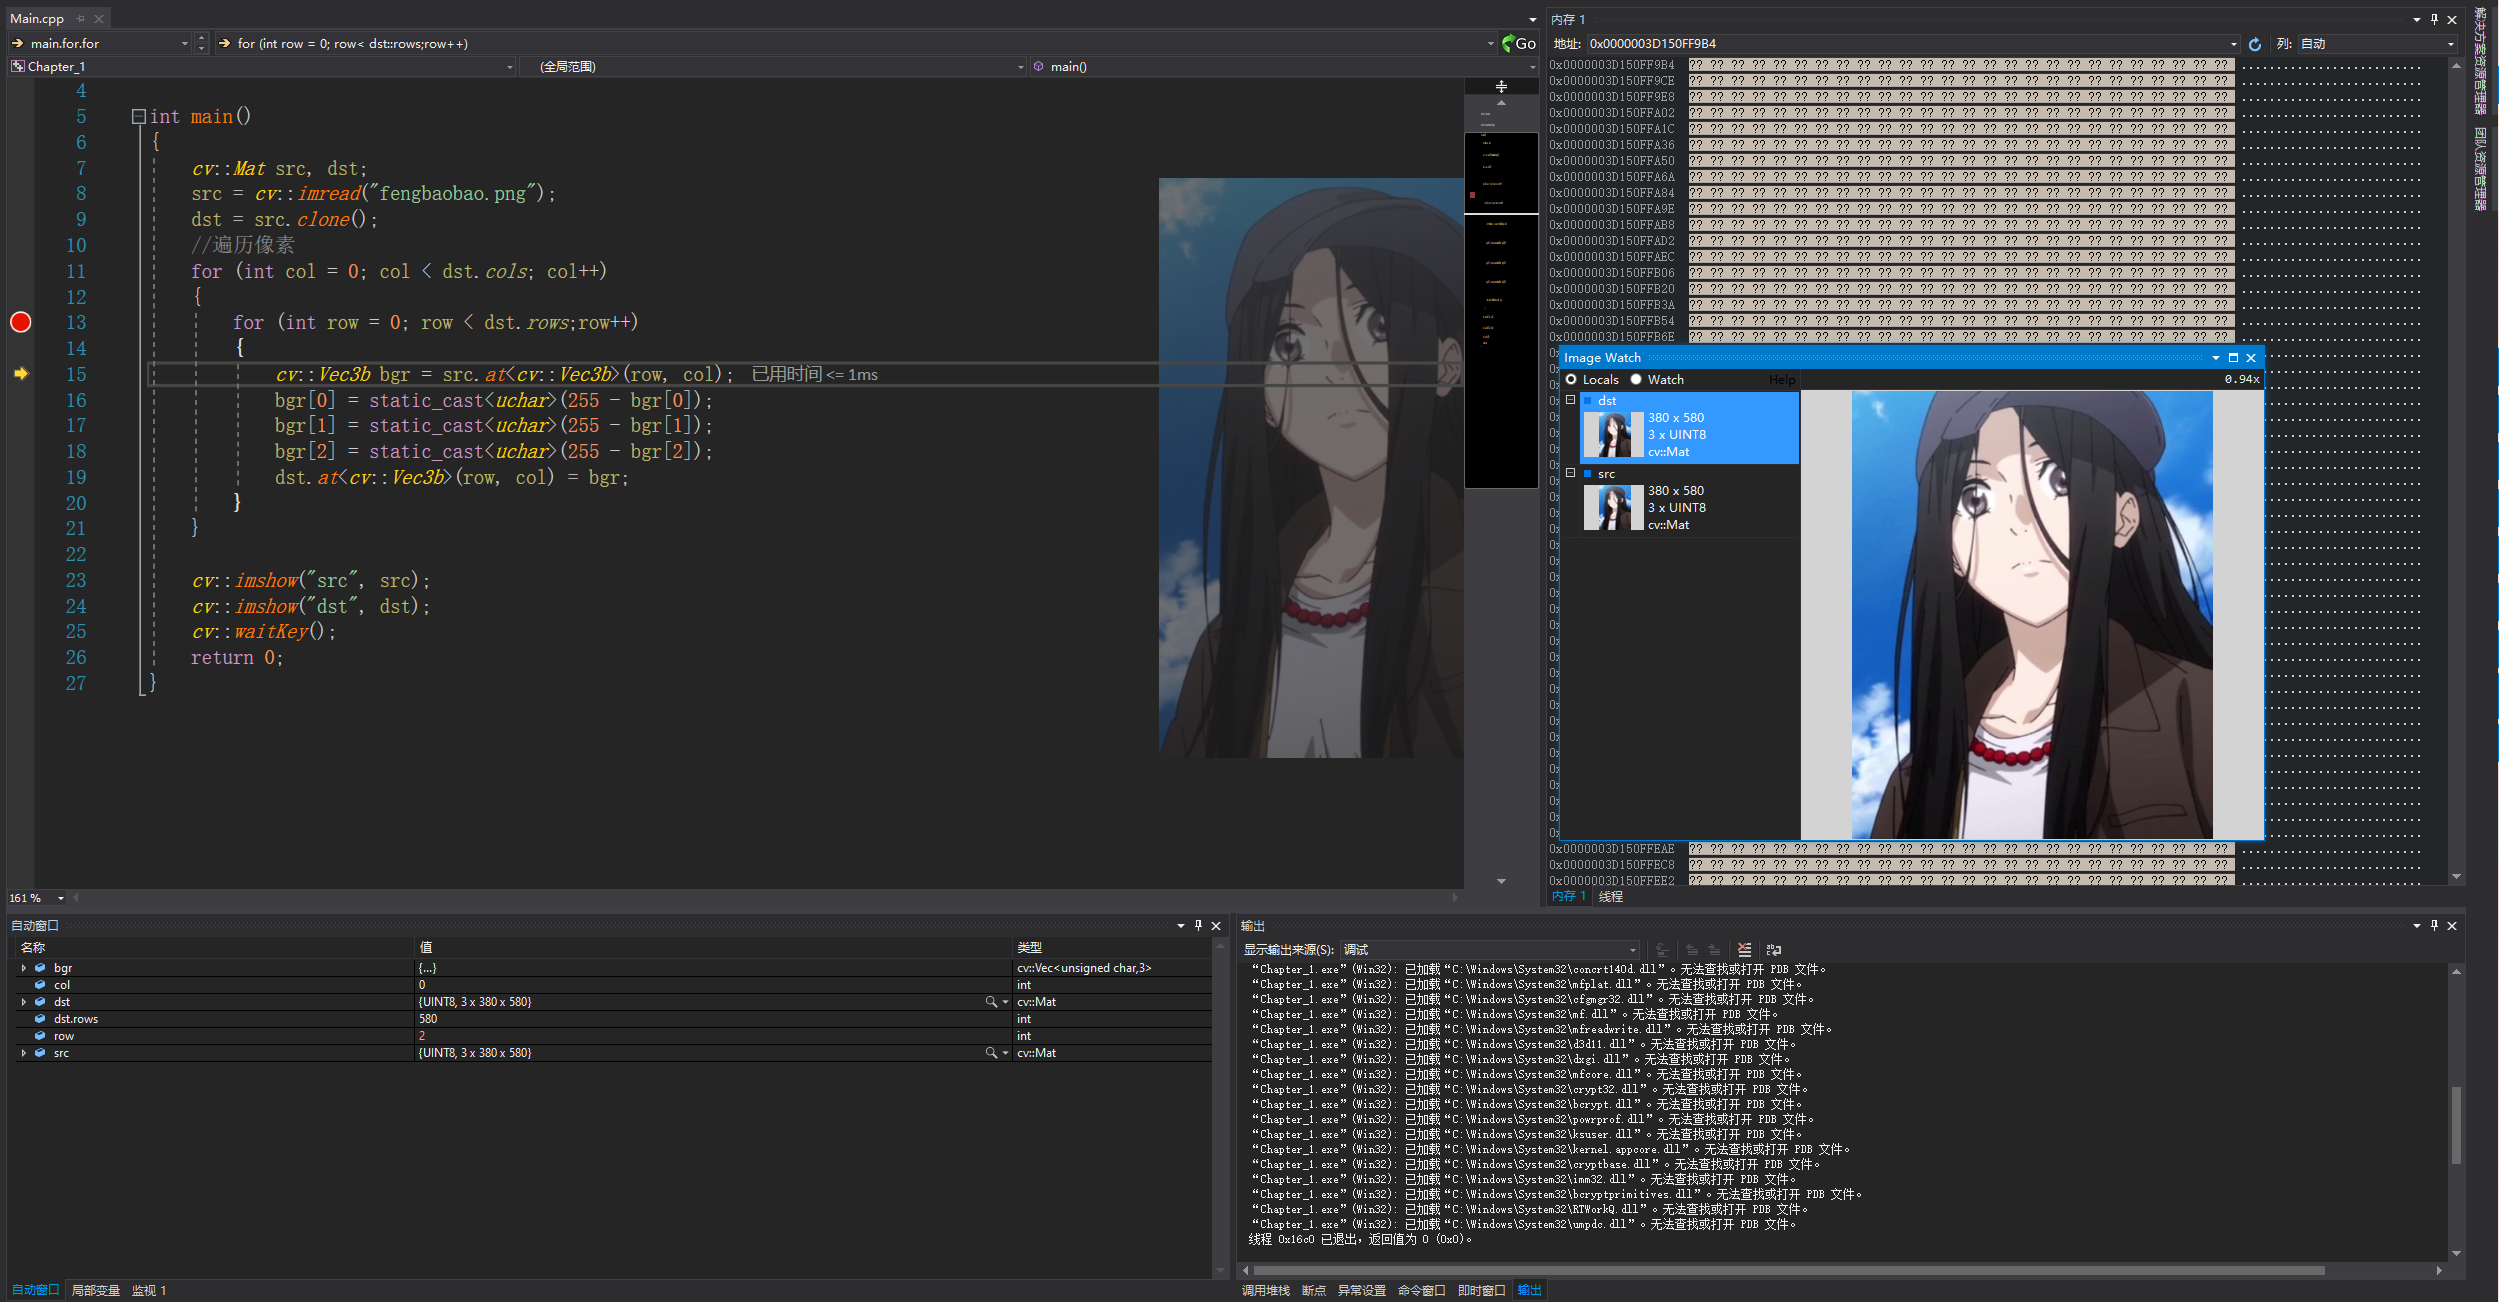 Main.cpp
main.for.for
for (int row = 0; row< dst::rows;row++)
Go
Chapter_1
(全局范围)
main()
4
5 int main()
6 {
7 cv::Mat src, dst;
8 src = cv::imread("fengbaobao.png");
9 dst = src.clone();
10 //遍历像素
11 for (int col = 0; col < dst.cols; col++)
12 {
13 for (int row = 0; row < dst.rows;row++)
14 {
15 cv::Vec3b bgr = src.at<cv::Vec3b>(row, col); 已用时间 <= 1ms
16 bgr[0] = static_cast<uchar>(255 - bgr[0]);
17 bgr[1] = static_cast<uchar>(255 - bgr[1]);
18 bgr[2] = static_cast<uchar>(255 - bgr[2]);
19 dst.at<cv::Vec3b>(row, col) = bgr;
20 }
21 }
22
23 cv::imshow("src", src);
24 cv::imshow("dst", dst);
25 cv::waitKey();
26 return 0;
27 }
161 %
内存 1
地址: 0x0000003D150FF9B4 列: 自动
0x0000003D150FF9B4
0x0000003D150FF9CE
0x0000003D150FF9E8
0x0000003D150FFA02
0x0000003D150FFA1C
0x0000003D150FFA36
0x0000003D150FFA50
0x0000003D150FFA6A
0x0000003D150FFA84
0x0000003D150FFA9E
0x0000003D150FFAB8
0x0000003D150FFAD2
0x0000003D150FFAEC
0x0000003D150FFB06
0x0000003D150FFB20
0x0000003D150FFB3A
0x0000003D150FFB54
0x0000003D150FFB6E
Image Watch
Locals Watch Help 0.94x
dst
380 x 580
3 x UINT8
cv::Mat
src
380 x 580
3 x UINT8
cv::Mat
0x0000003D150FFEAE
0x0000003D150FFEC8
0x0000003D150FFEE2
内存 1 线程
解决方案资源管理器
团队资源管理器
自动窗口
名称 值 类型
bgr {...} cv::Vec<unsigned char,3>
col 0 int
dst {UINT8, 3 x 380 x 580} cv::Mat
dst.rows 580 int
row 2 int
src {UINT8, 3 x 380 x 580} cv::Mat
自动窗口 局部变量 监视 1
输出
显示输出来源(S): 调试
“Chapter_1.exe”(Win32): 已加载“C:\Windows\System32\concrt140d.dll”。无法查找或打开 PDB 文件。
“Chapter_1.exe”(Win32): 已加载“C:\Windows\System32\mfplat.dll”。无法查找或打开 PDB 文件。
“Chapter_1.exe”(Win32): 已加载“C:\Windows\System32\cfgmgr32.dll”。无法查找或打开 PDB 文件。
“Chapter_1.exe”(Win32): 已加载“C:\Windows\System32\mf.dll”。无法查找或打开 PDB 文件。
“Chapter_1.exe”(Win32): 已加载“C:\Windows\System32\mfreadwrite.dll”。无法查找或打开 PDB 文件。
“Chapter_1.exe”(Win32): 已加载“C:\Windows\System32\d3d11.dll”。无法查找或打开 PDB 文件。
“Chapter_1.exe”(Win32): 已加载“C:\Windows\System32\dxgi.dll”。无法查找或打开 PDB 文件。
“Chapter_1.exe”(Win32): 已加载“C:\Windows\System32\mfcore.dll”。无法查找或打开 PDB 文件。
“Chapter_1.exe”(Win32): 已加载“C:\Windows\System32\crypt32.dll”。无法查找或打开 PDB 文件。
“Chapter_1.exe”(Win32): 已加载“C:\Windows\System32\bcrypt.dll”。无法查找或打开 PDB 文件。
“Chapter_1.exe”(Win32): 已加载“C:\Windows\System32\powrprof.dll”。无法查找或打开 PDB 文件。
“Chapter_1.exe”(Win32): 已加载“C:\Windows\System32\ksuser.dll”。无法查找或打开 PDB 文件。
“Chapter_1.exe”(Win32): 已加载“C:\Windows\System32\kernel.appcore.dll”。无法查找或打开 PDB 文件。
“Chapter_1.exe”(Win32): 已加载“C:\Windows\System32\cryptbase.dll”。无法查找或打开 PDB 文件。
“Chapter_1.exe”(Win32): 已加载“C:\Windows\System32\imm32.dll”。无法查找或打开 PDB 文件。
“Chapter_1.exe”(Win32): 已加载“C:\Windows\System32\bcryptprimitives.dll”。无法查找或打开 PDB 文件。
“Chapter_1.exe”(Win32): 已加载“C:\Windows\System32\RTWorkQ.dll”。无法查找或打开 PDB 文件。
“Chapter_1.exe”(Win32): 已加载“C:\Windows\System32\umpdc.dll”。无法查找或打开 PDB 文件。
线程 0x16c0 已退出，返回值为 0 (0x0)。
调用堆栈 断点 异常设置 命令窗口 即时窗口 输出